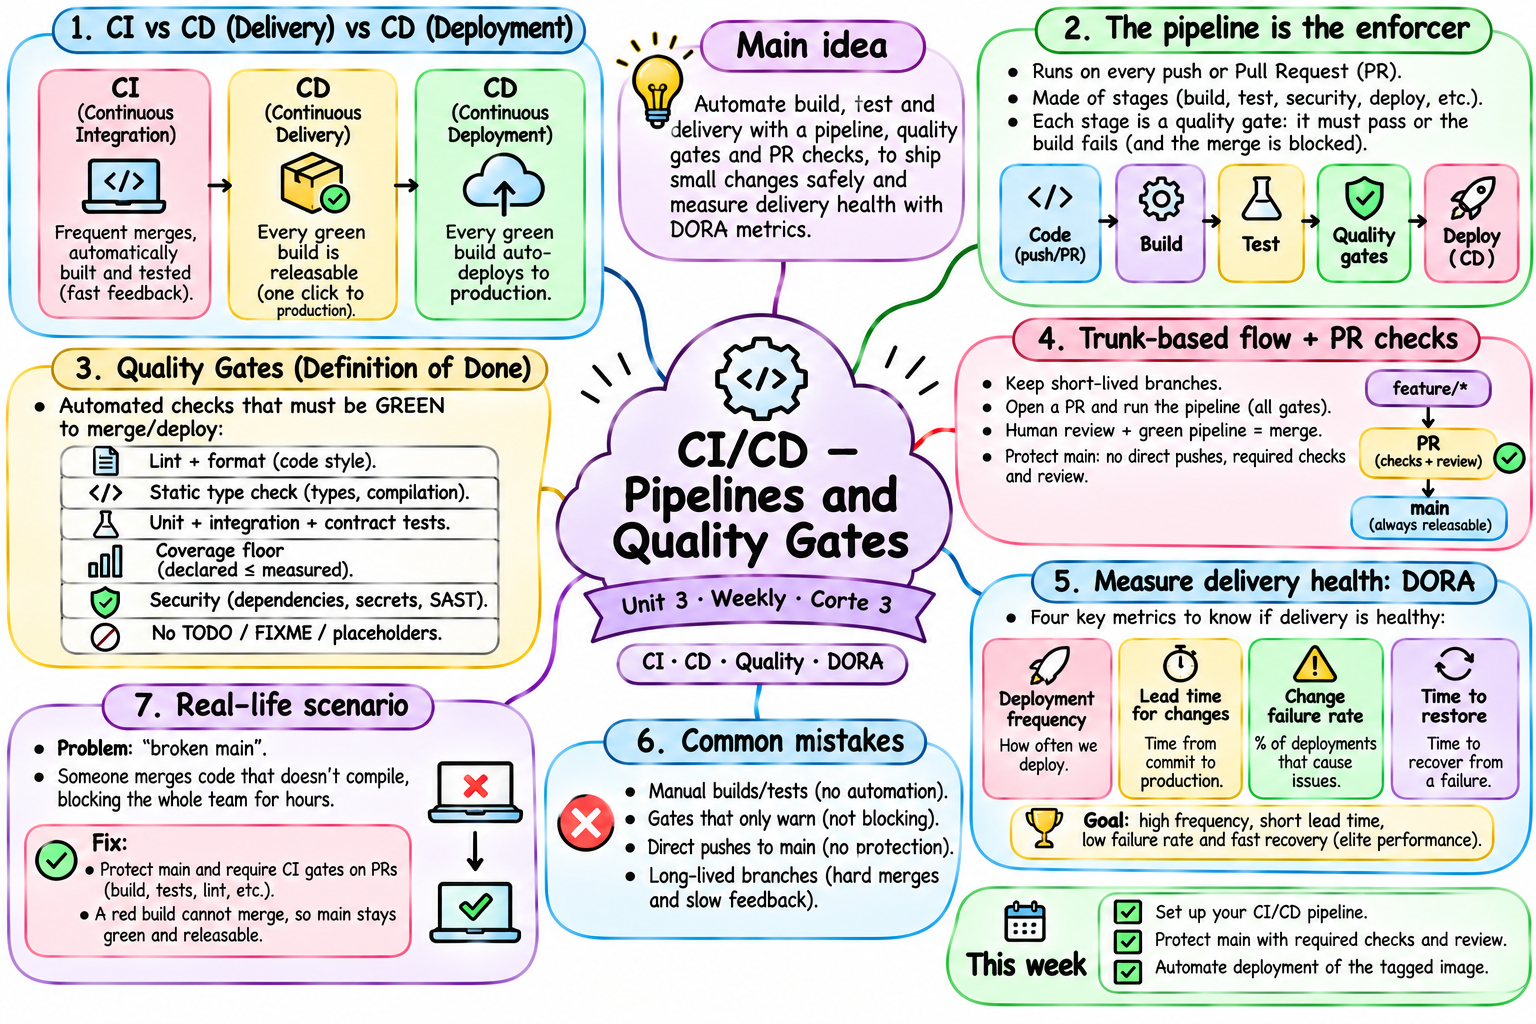 1. CI vs CD (Delivery) vs CD (Deployment)
CI
(Continuous
Integration)
</>
Frequent merges,
automatically
built and tested
(fast feedback).
CD
(Continuous
Delivery)
Every green
build is
releasable
(one click to
production).
CD
(Continuous
Deployment)
Every green
build auto-
deploys to
production.
Main idea
Automate build, test and
delivery with a pipeline, quality
gates and PR checks, to ship
small changes safely and
measure delivery health with
DORA metrics.
2. The pipeline is the enforcer
• Runs on every push or Pull Request (PR).
• Made of stages (build, test, security, deploy, etc.).
• Each stage is a quality gate: it must pass or the
build fails (and the merge is blocked).
</>
Code
(push/PR)
Build
Test
Quality
gates
Deploy
(CD)
3. Quality Gates (Definition of Done)
• Automated checks that must be GREEN
to merge/deploy:
Lint + format (code style).
</> Static type check (types, compilation).
Unit + integration + contract tests.
Coverage floor
(declared ≤ measured).
Security (dependencies, secrets, SAST).
No TODO / FIXME / placeholders.
</>
CI/CD –
Pipelines and
Quality Gates
Unit 3 · Weekly · Corte 3
CI · CD · Quality · DORA
4. Trunk-based flow + PR checks
• Keep short-lived branches.
• Open a PR and run the pipeline (all gates).
• Human review + green pipeline = merge.
• Protect main: no direct pushes, required checks
and review.
feature/*
PR
(checks + review)
main
(always releasable)
5. Measure delivery health: DORA
• Four key metrics to know if delivery is healthy:
Deployment
frequency
How often we
deploy.
Lead time
for changes
Time from
commit to
production.
Change
failure rate
% of deployments
that cause
issues.
Time to
restore
Time to
recover from
a failure.
Goal: high frequency, short lead time,
low failure rate and fast recovery (elite performance).
6. Common mistakes
• Manual builds/tests (no automation).
• Gates that only warn (not blocking).
• Direct pushes to main (no protection).
• Long-lived branches (hard merges
and slow feedback).
7. Real-life scenario
• Problem: “broken main”.
• Someone merges code that doesn't compile,
blocking the whole team for hours.
Fix:
• Protect main and require CI gates on PRs
(build, tests, lint, etc.).
• A red build cannot merge, so main stays
green and releasable.
This week
Set up your CI/CD pipeline.
Protect main with required checks and review.
Automate deployment of the tagged image.